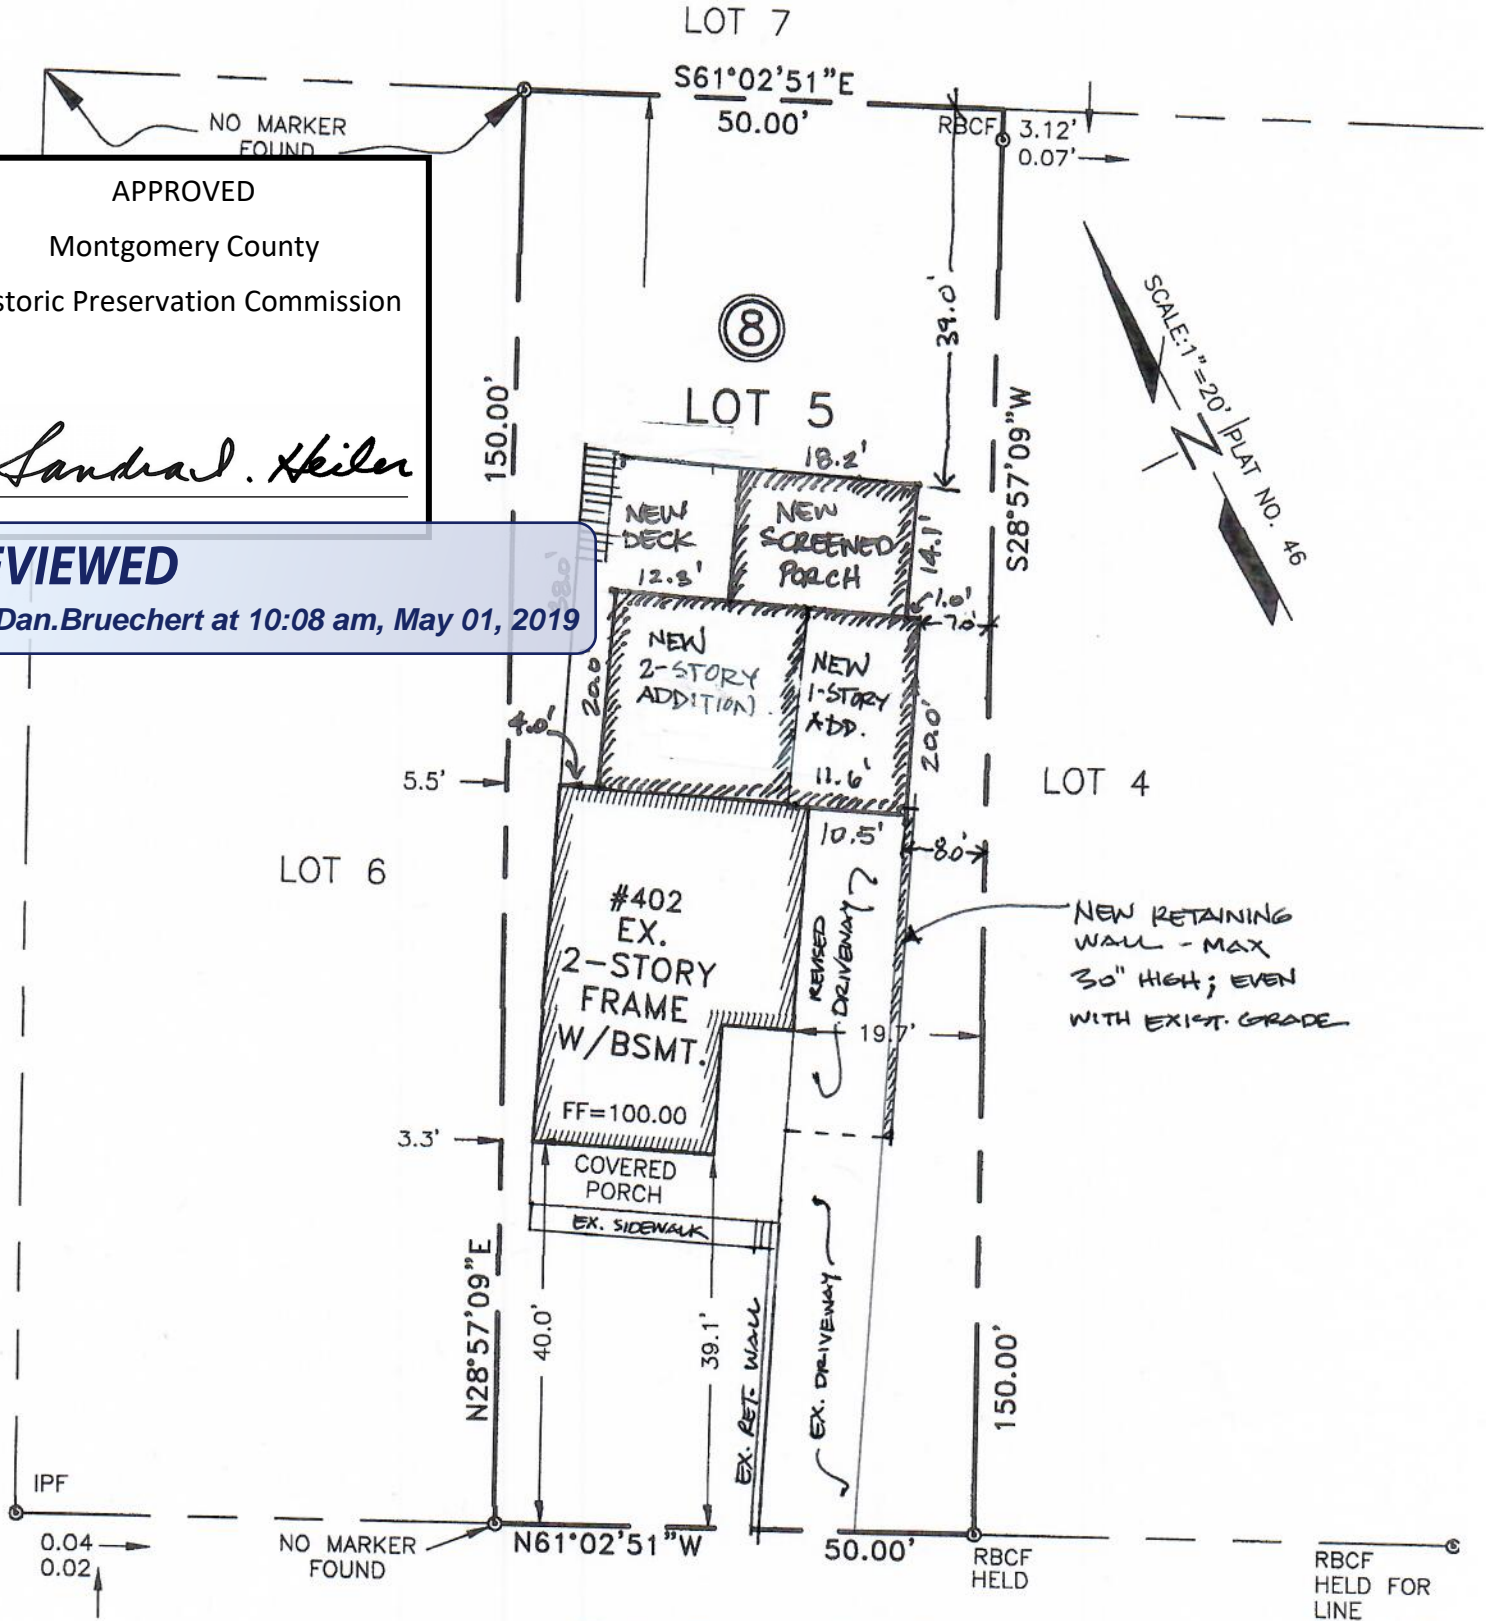 LOT 7
S61°02'51"E
50.00'
NO MARKER
FOUND
RBCF
3.12'
0.07'
APPROVED
Montgomery County
storic Preservation Commission
Sandra I. Heiler
EVIEWED
Dan.Bruechert at 10:08 am, May 01, 2019
SCALE:1"=20'
PLAT NO. 46
N
39.0'
8
LOT 5
150.00'
S28°57'09"W
18.2'
NEW
DECK
12.3'
NEW
SCREENED
PORCH
14.1'
1.0'
7.0'
38.0'
NEW
2-STORY
ADDITION
20.0
NEW
1-STORY
ADD.
11.6'
20.0'
4.0'
5.5'
LOT 4
LOT 6
10.5'
8.0'
#402
EX.
2-STORY
FRAME
W/BSMT.
FF=100.00
REVISED
DRIVEWAY
19.7'
NEW RETAINING
WALL - MAX
30" HIGH; EVEN
WITH EXIST. GRADE
3.3'
COVERED
PORCH
EX. SIDEWALK
N28°57'09"E
40.0'
39.1'
EX. RET. WALL
EX. DRIVEWAY
150.00'
IPF
0.04
0.02
NO MARKER
FOUND
N61°02'51"W
50.00'
RBCF
HELD
RBCF
HELD FOR
LINE